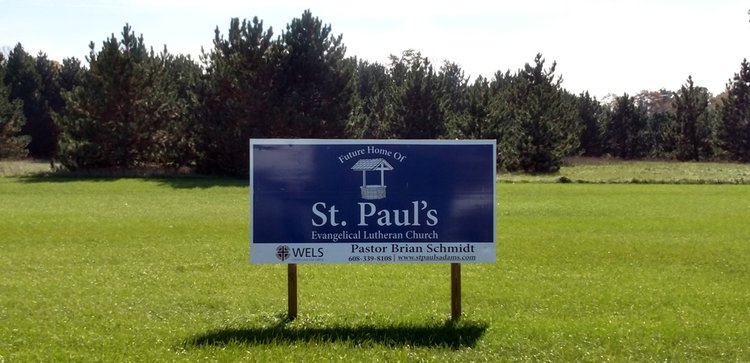 Future Home Of
St. Paul's
Evangelical Lutheran Church
WELS
Pastor Brian Schmidt
608-339-8108 | www.stpaulsadams.com